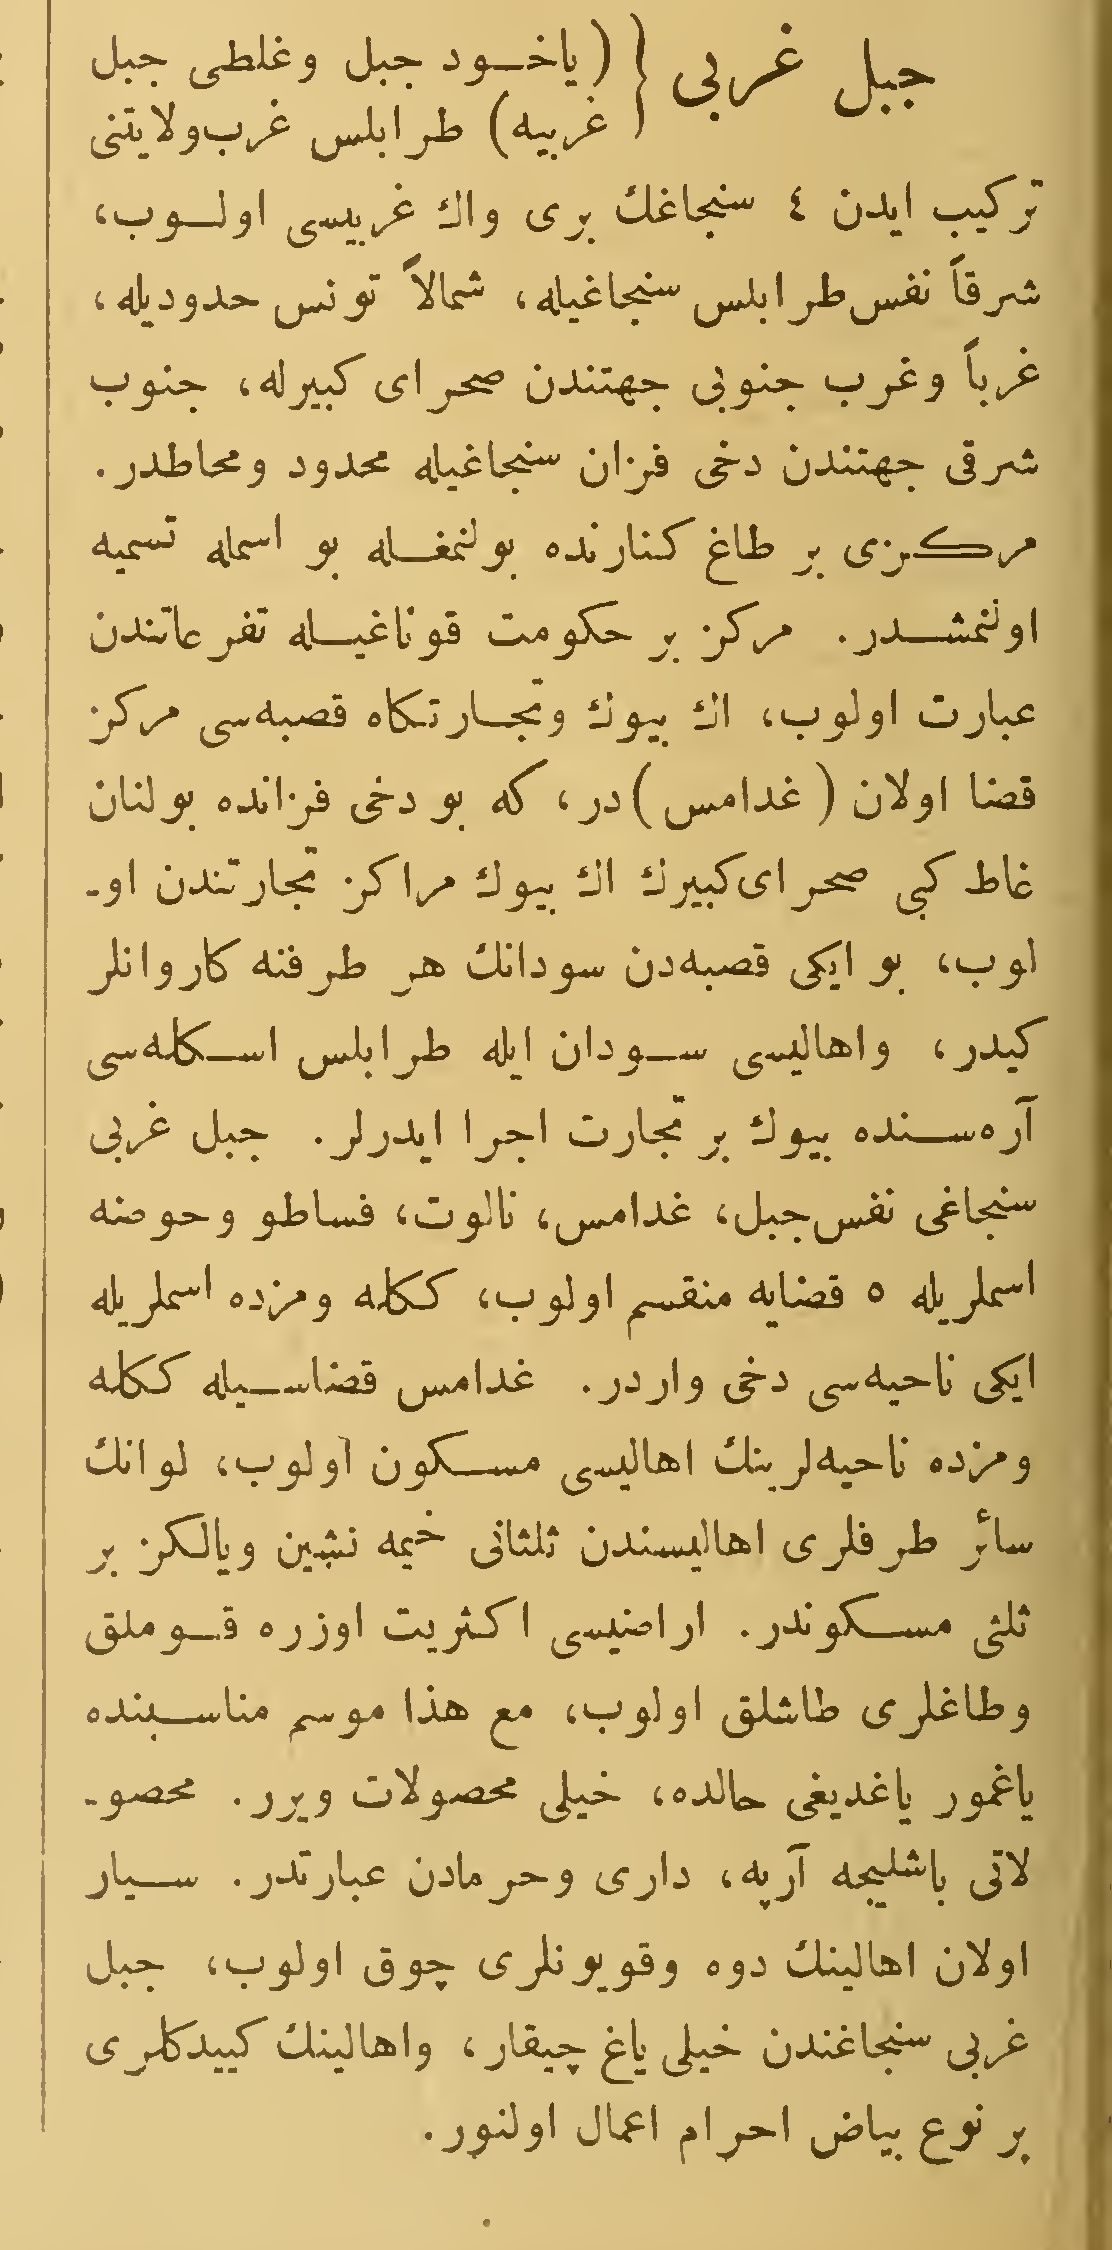 جبل غربی { (یاخود جبل وغلطی جبل
غربیه) طرابلس غرب‌ولایتنی
ترکیب ایدن ٤ سنجاغك بری واك غربیسی اولوب،
شرقاً نفس‌طرابلس سنجاغیله، شمالاً تونس حدودیله،
غرباً وغرب جنوبی جهتندن صحرای کبیرله، جنوب
شرقی جهتندن دخی فزان سنجاغیله محدود ومحاطدر.
مرکزی بر طاغ کنارنده بولنمغله بو اسمله تسمیه
اولنمشدر. مرکز بر حکومت قوناغیله تفرعاتندن
عبارت اولوب، اك بیوك وتجارتکاه قصبه‌سی مرکز
قضا اولان (غدامس)در، که بو دخی فزانده بولنان
غاط کبی صحرای‌کبیرك اك بیوك مراکز تجارتندن او-
لوب، بو ایکی قصبه‌دن سودانك هر طرفنه کاروانلر
کیدر، واهالیسی سودان ایله طرابلس اسکله‌سی
آره‌سنده بیوك بر تجارت اجرا ایدرلر. جبل غربی
سنجاغی نفس‌جبل، غدامس، نالوت، فساطو وحوضه
اسملریله ٥ قضایه منقسم اولوب، ککله ومزده اسملریله
ایکی ناحیه‌سی دخی واردر. غدامس قضاسیله ککله
ومزده ناحیه‌لرینك اهالیسی مسکون اولوب، لوانك
سائر طرفلری اهالیسندن ثلثانی خیمه نشین ویالکز بر
ثلثی مسکوندر. اراضیسی اکثریت اوزره قوملق
وطاغلری طاشلق اولوب، مع هذا موسم مناسبنده
یاغمور یاغدیغی حالده، خیلی محصولات ویرر. محصو-
لاتی باشلیجه آرپه، داری وحرمادن عبارتدر. سیار
اولان اهالینك دوه وقویونلری چوق اولوب، جبل
غربی سنجاغندن خیلی یاغ چیقار، واهالینك کییدکلری
بر نوع بیاض احرام اعمال اولنور.